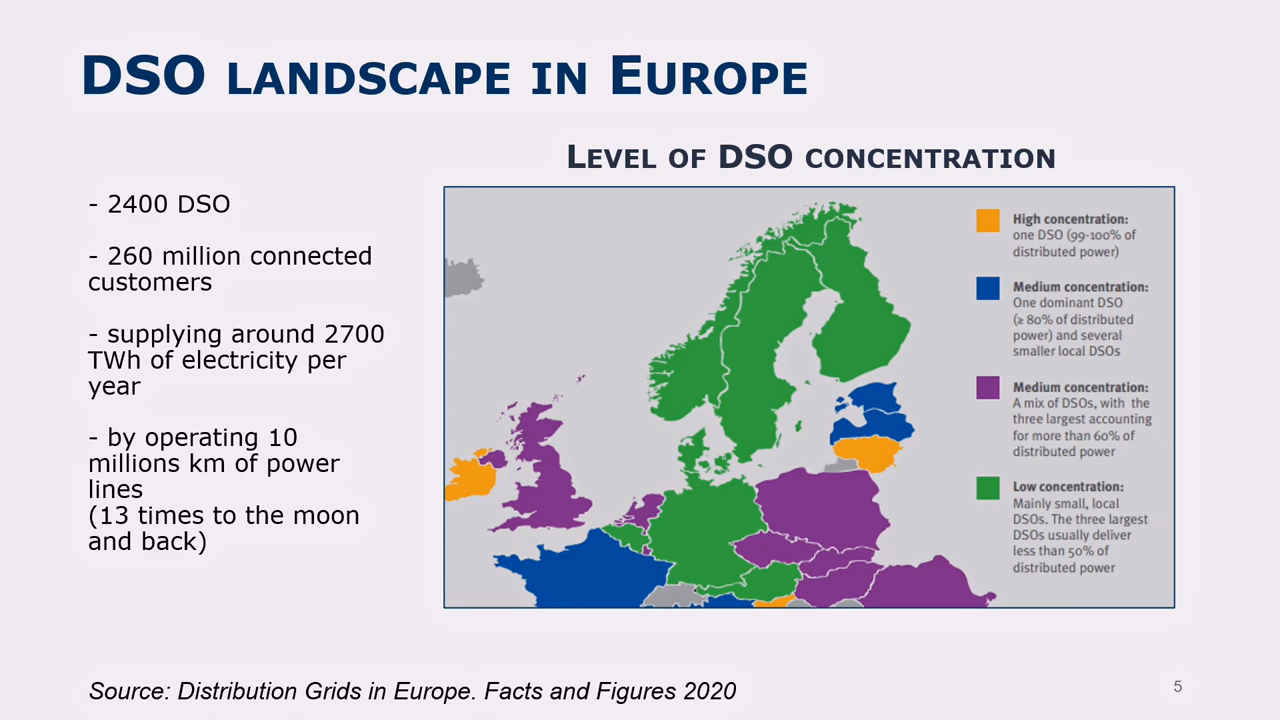 DSO LANDSCAPE IN EUROPE
LEVEL OF DSO CONCENTRATION
- 2400 DSO
- 260 million connected
customers
- supplying around 2700
TWh of electricity per
year
- by operating 10
millions km of power
lines
(13 times to the moon
and back)
High concentration:
one DSO (99-100% of
distributed power)
Medium concentration:
One dominant DSO
(≥ 80% of distributed
power) and several
smaller local DSOs
Medium concentration:
A mix of DSOs, with the
three largest accounting
for more than 60% of
distributed power
Low concentration:
Mainly small, local
DSOs. The three largest
DSOs usually deliver
less than 50% of
distributed power
Source: Distribution Grids in Europe. Facts and Figures 2020
5